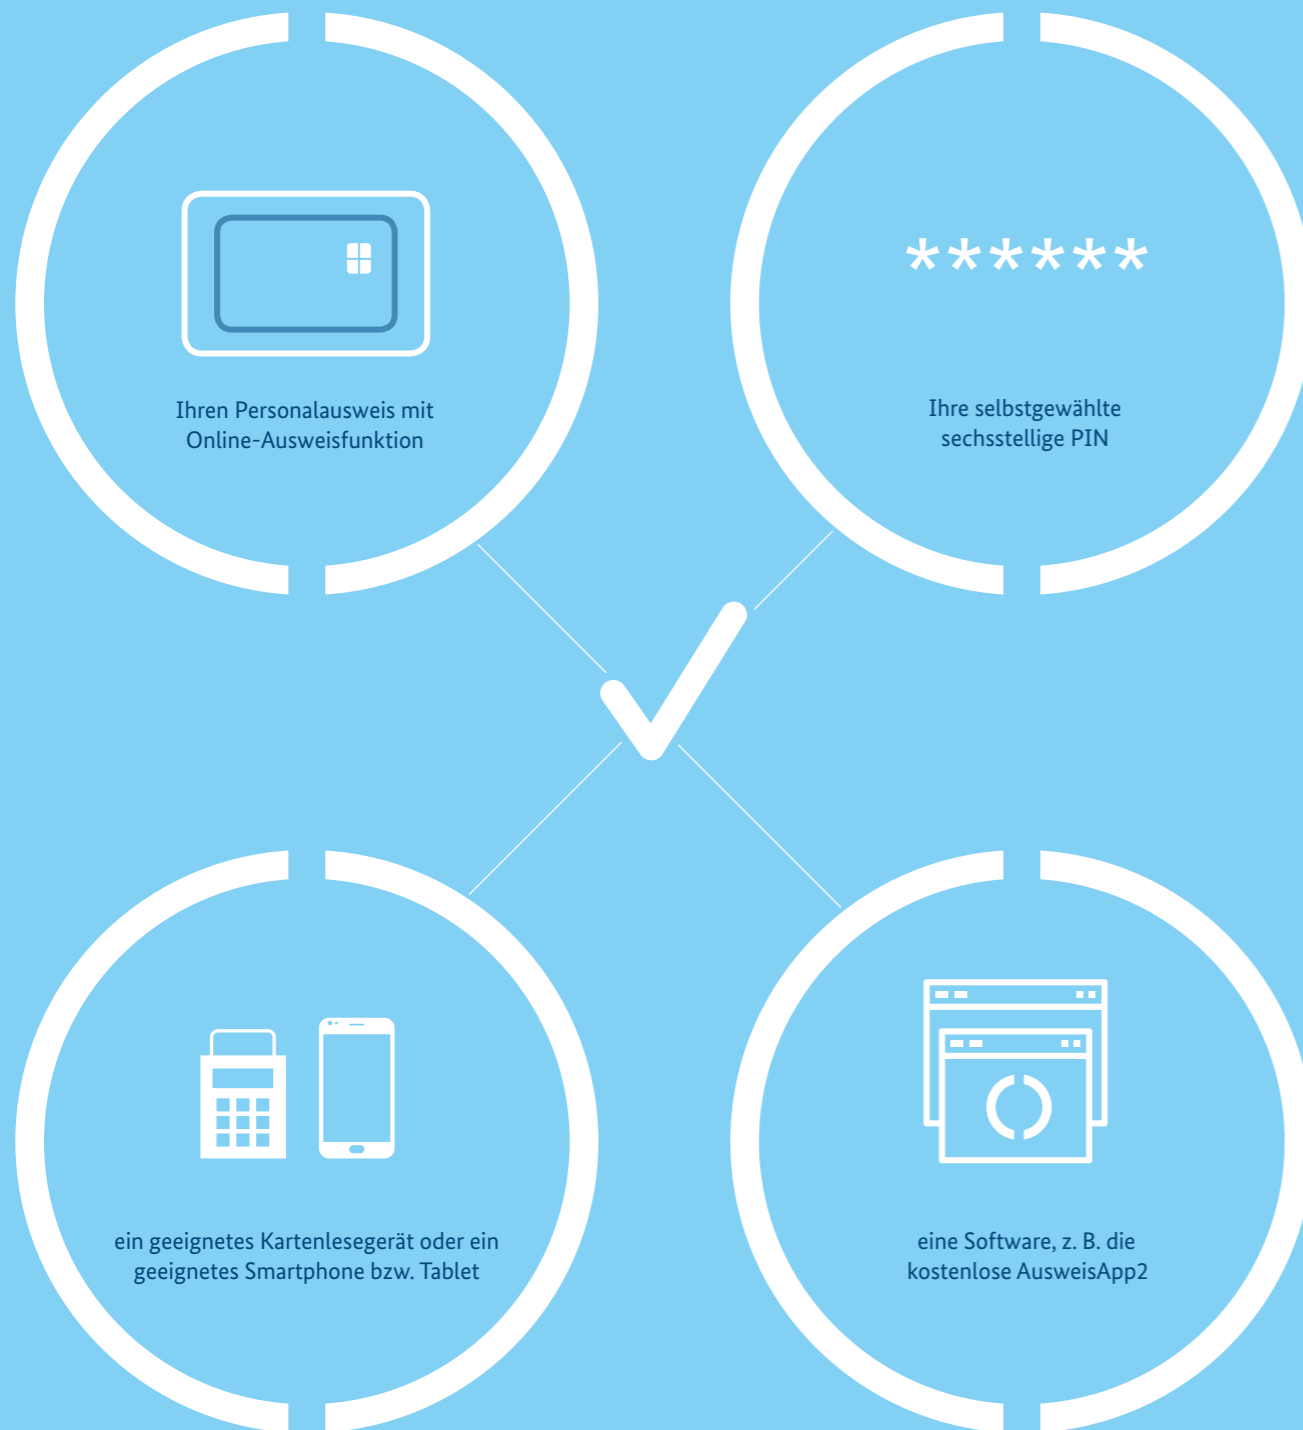 Ihren Personalausweis mit
Online-Ausweisfunktion
******
Ihre selbstgewählte
sechsstellige PIN
ein geeignetes Kartenlesegerät oder ein
geeignetes Smartphone bzw. Tablet
eine Software, z. B. die
kostenlose AusweisApp2